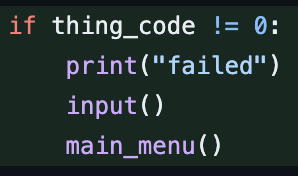 if thing_code != 0:
    print("failed")
    input()
    main_menu()